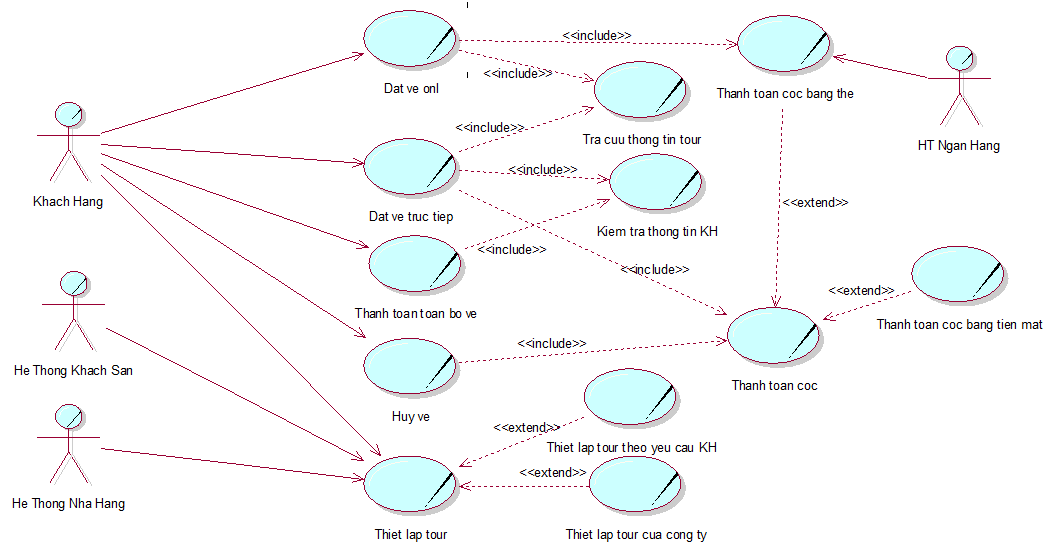 <<include>>
Dat ve onl
<<include>>
Thanh toan coc bang the
<<include>>
Tra cuu thong tin tour
HT Ngan Hang
Khach Hang
<<include>>
Dat ve truc tiep
Kiem tra thong tin KH
<<extend>>
<<include>>
<<include>>
Thanh toan toan bo ve
<<extend>>
Thanh toan coc bang tien mat
He Thong Khach San
<<include>>
Thanh toan coc
Huy ve
<<extend>>
Thiet lap tour theo yeu cau KH
<<extend>>
He Thong Nha Hang
Thiet lap tour
Thiet lap tour cua cong ty